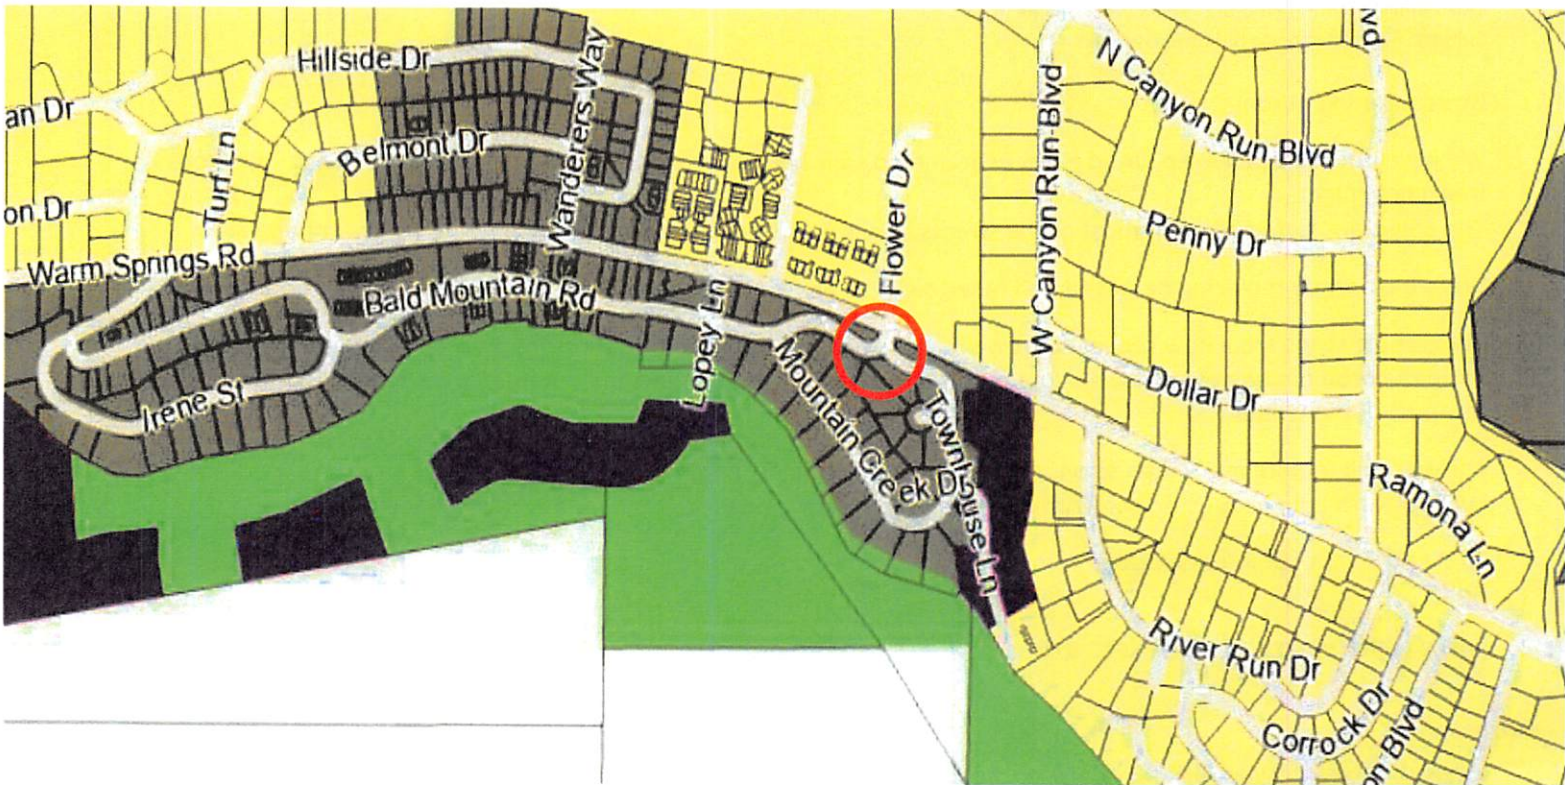 Hillside Dr
Wanderers Way
an Dr
Belmont Dr
Turf Ln
on Dr
Warm Springs Rd
Bald Mountain Rd
Irene St
Lopey Ln
Flower Dr
Mountain Creek Dr
Townhouse Ln
W Canyon Run Blvd
N Canyon Run Blvd
vd
Penny Dr
Dollar Dr
Ramona Ln
River Run Dr
Corrock Dr
on Blvd